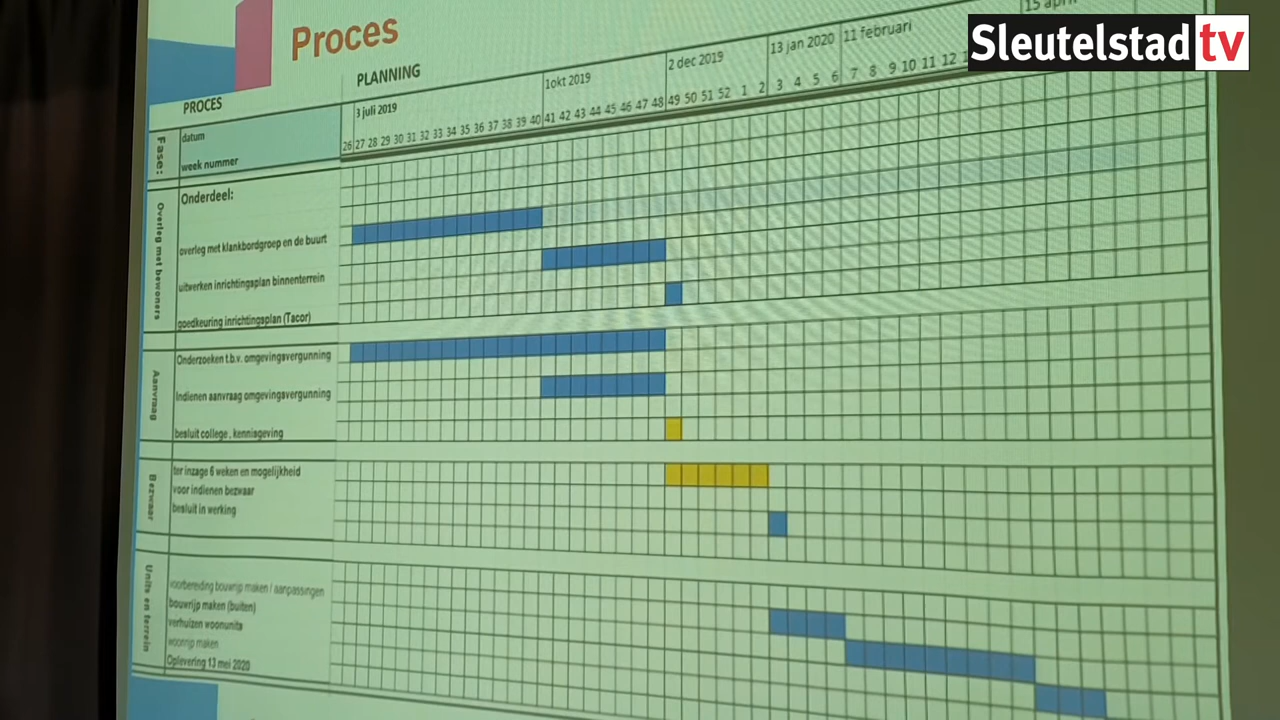 Proces
Sleutelstad tv
PROCES
PLANNING
Fase:
datum
3 juli 2019
1okt 2019
2 dec 2019
13 jan 2020
11 februari
15 april
week nummer
26 27 28 29 30 31 32 33 34 35 36 37 38 39 40 41 42 43 44 45 46 47 48 49 50 51 52 1 2 3 4 5 6 7 8 9 10 11 12
Overleg met bewoners
Onderdeel:
overleg met klankbordgroep en de buurt
uitwerken inrichtingsplan binnenterrein
goedkeuring inrichtingsplan (Tacor)
Aanvraag
Onderzoeken t.b.v. omgevingsvergunning
Indienen aanvraag omgevingsvergunning
besluit college , kennisgeving
Bezwaar
ter inzage 6 weken en mogelijkheid
voor indienen bezwaar
besluit in werking
Units en terrein
voorbereiding bouwrijp maken / aanpassingen
bouwrijp maken (buiten)
verhuizen woonunits
woonrijp maken
Oplevering 13 mei 2020